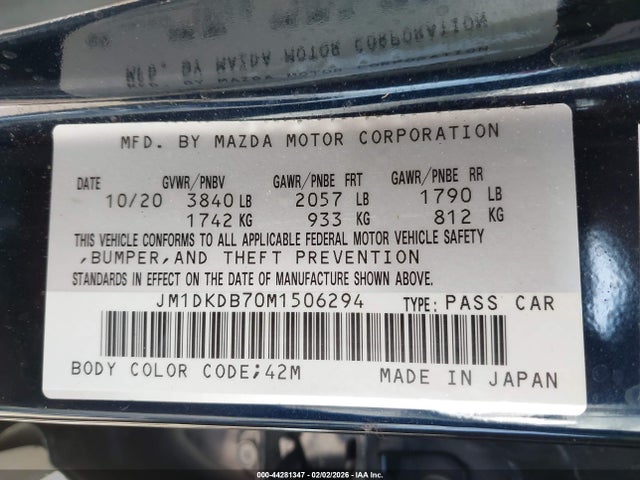 MFD. BY MAZDA MOTOR CORPORATION
DATE GVWR/PNBV GAWR/PNBE FRT GAWR/PNBE RR
10/20 3840 LB 2057 LB 1790 LB
1742 KG 933 KG 812 KG
THIS VEHICLE CONFORMS TO ALL APPLICABLE FEDERAL MOTOR VEHICLE SAFETY
,BUMPER,AND THEFT PREVENTION
STANDARDS IN EFFECT ON THE DATE OF MANUFACTURE SHOWN ABOVE.
JM1DKDB70M1506294 TYPE: PASS CAR
BODY COLOR CODE;42M MADE IN JAPAN
000-44281347 - 02/02/2026 - IAA Inc.